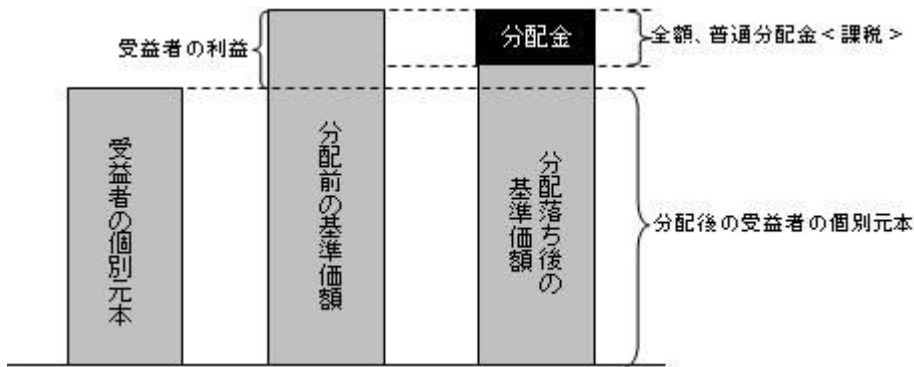 受益者の利益
分配金
全額、普通分配金<課税>
受益者の個別元本
分配前の基準価額
分配落ち後の
基準価額
分配後の受益者の個別元本